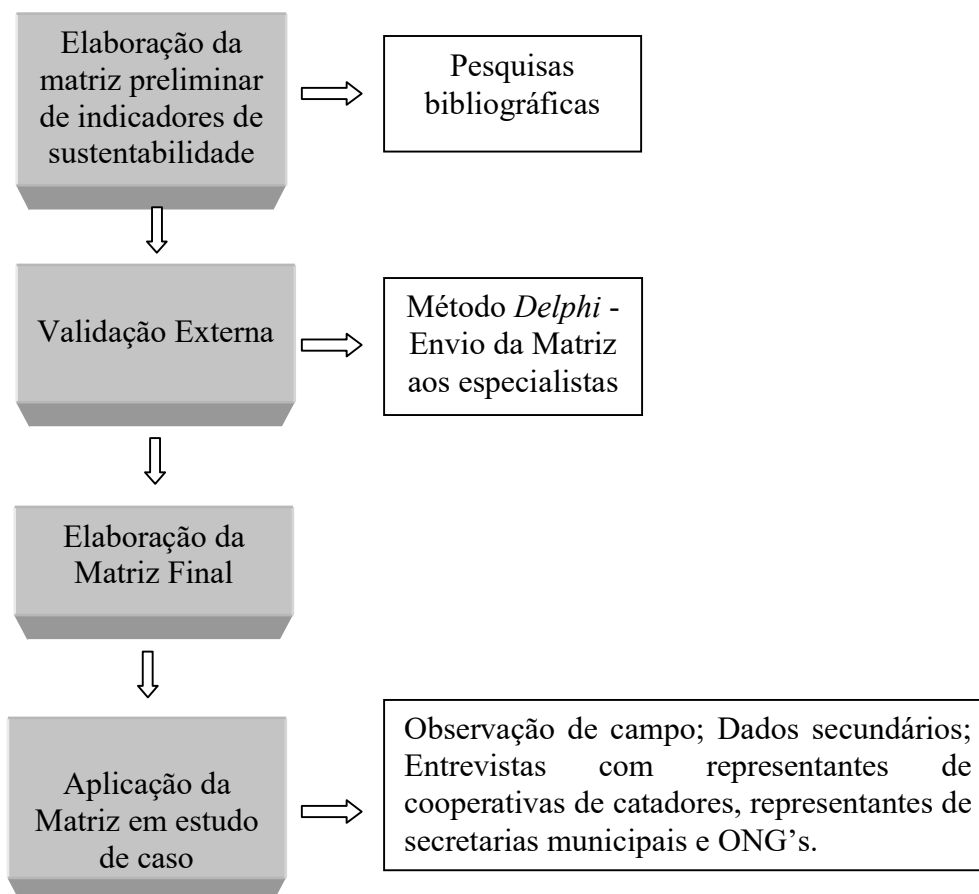 Elaboração da
matriz preliminar
de indicadores de
sustentabilidade
Pesquisas
bibliográficas
Validação Externa
Método Delphi -
Envio da Matriz
aos especialistas
Elaboração da
Matriz Final
Aplicação da
Matriz em estudo
de caso
Observação de campo; Dados secundários;
Entrevistas com representantes de
cooperativas de catadores, representantes de
secretarias municipais e ONG’s.